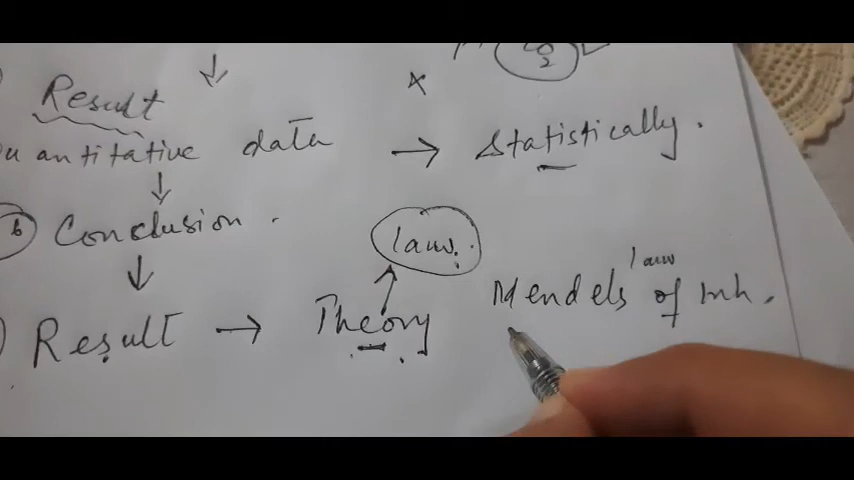 Result
uantitative data → Statistically.
b Conclusion.
law.
Result → Theory
Mendels law of inh.